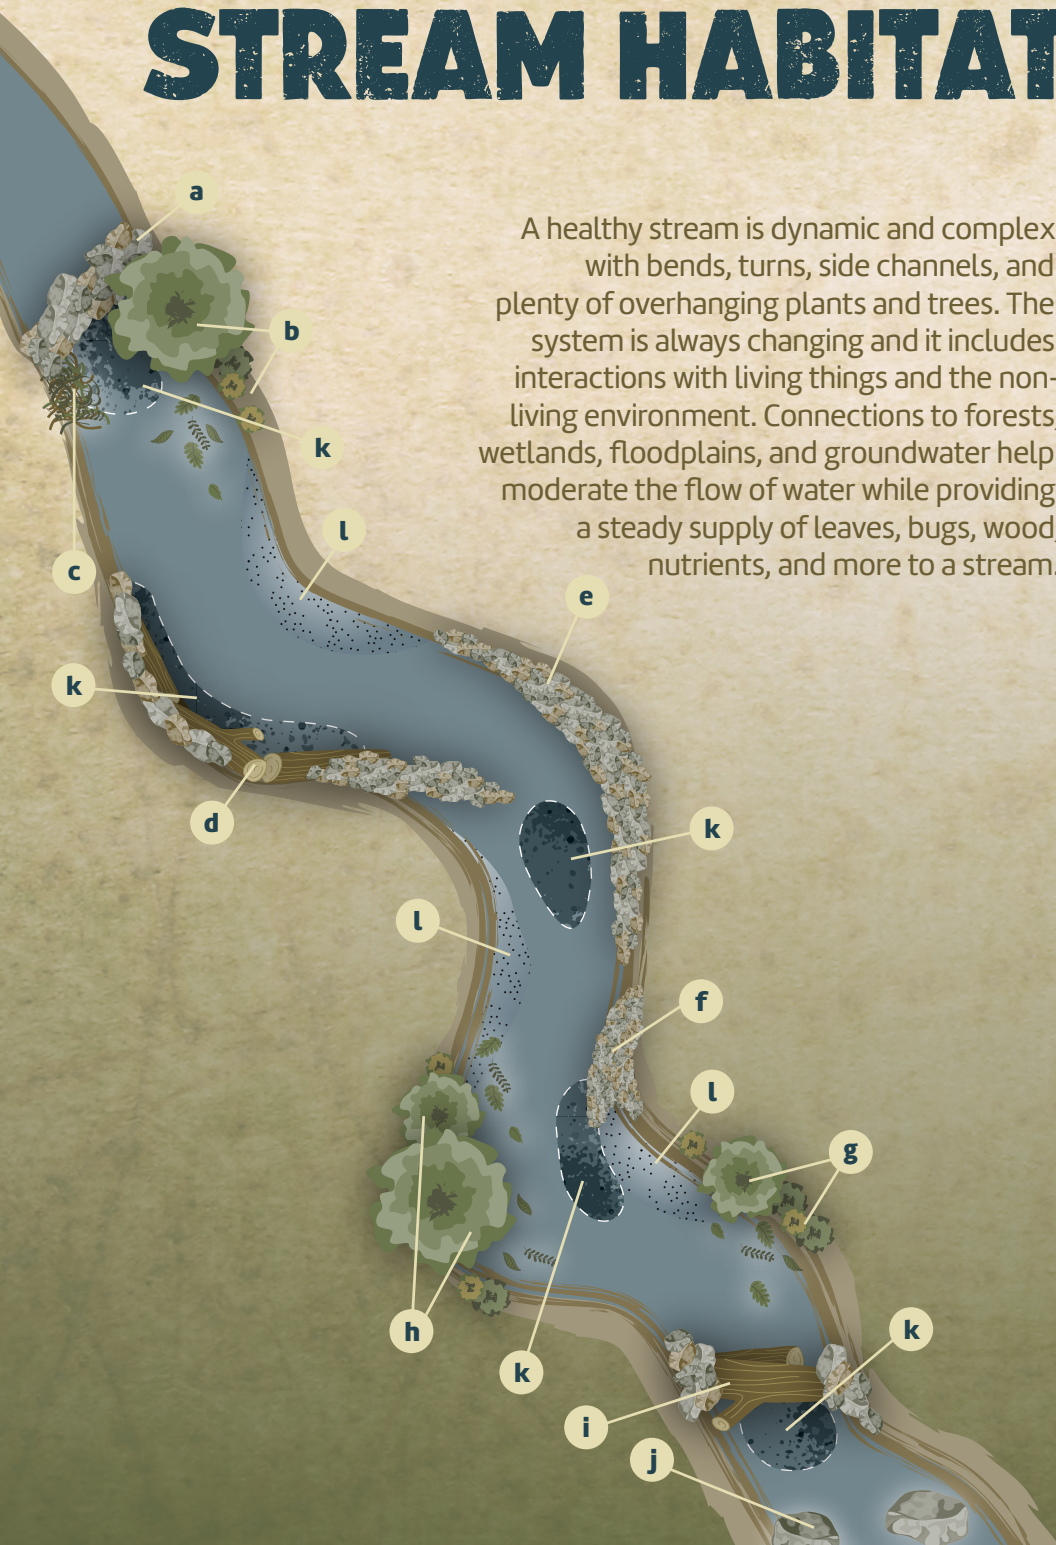 STREAM HABITAT
a
A healthy stream is dynamic and complex
with bends, turns, side channels, and
plenty of overhanging plants and trees. The
system is always changing and it includes
interactions with living things and the non-
living environment. Connections to forests,
wetlands, floodplains, and groundwater help
moderate the flow of water while providing
a steady supply of leaves, bugs, wood,
nutrients, and more to a stream.
b
k
l
c
e
k
d
k
l
f
l
g
h
k
k
i
j